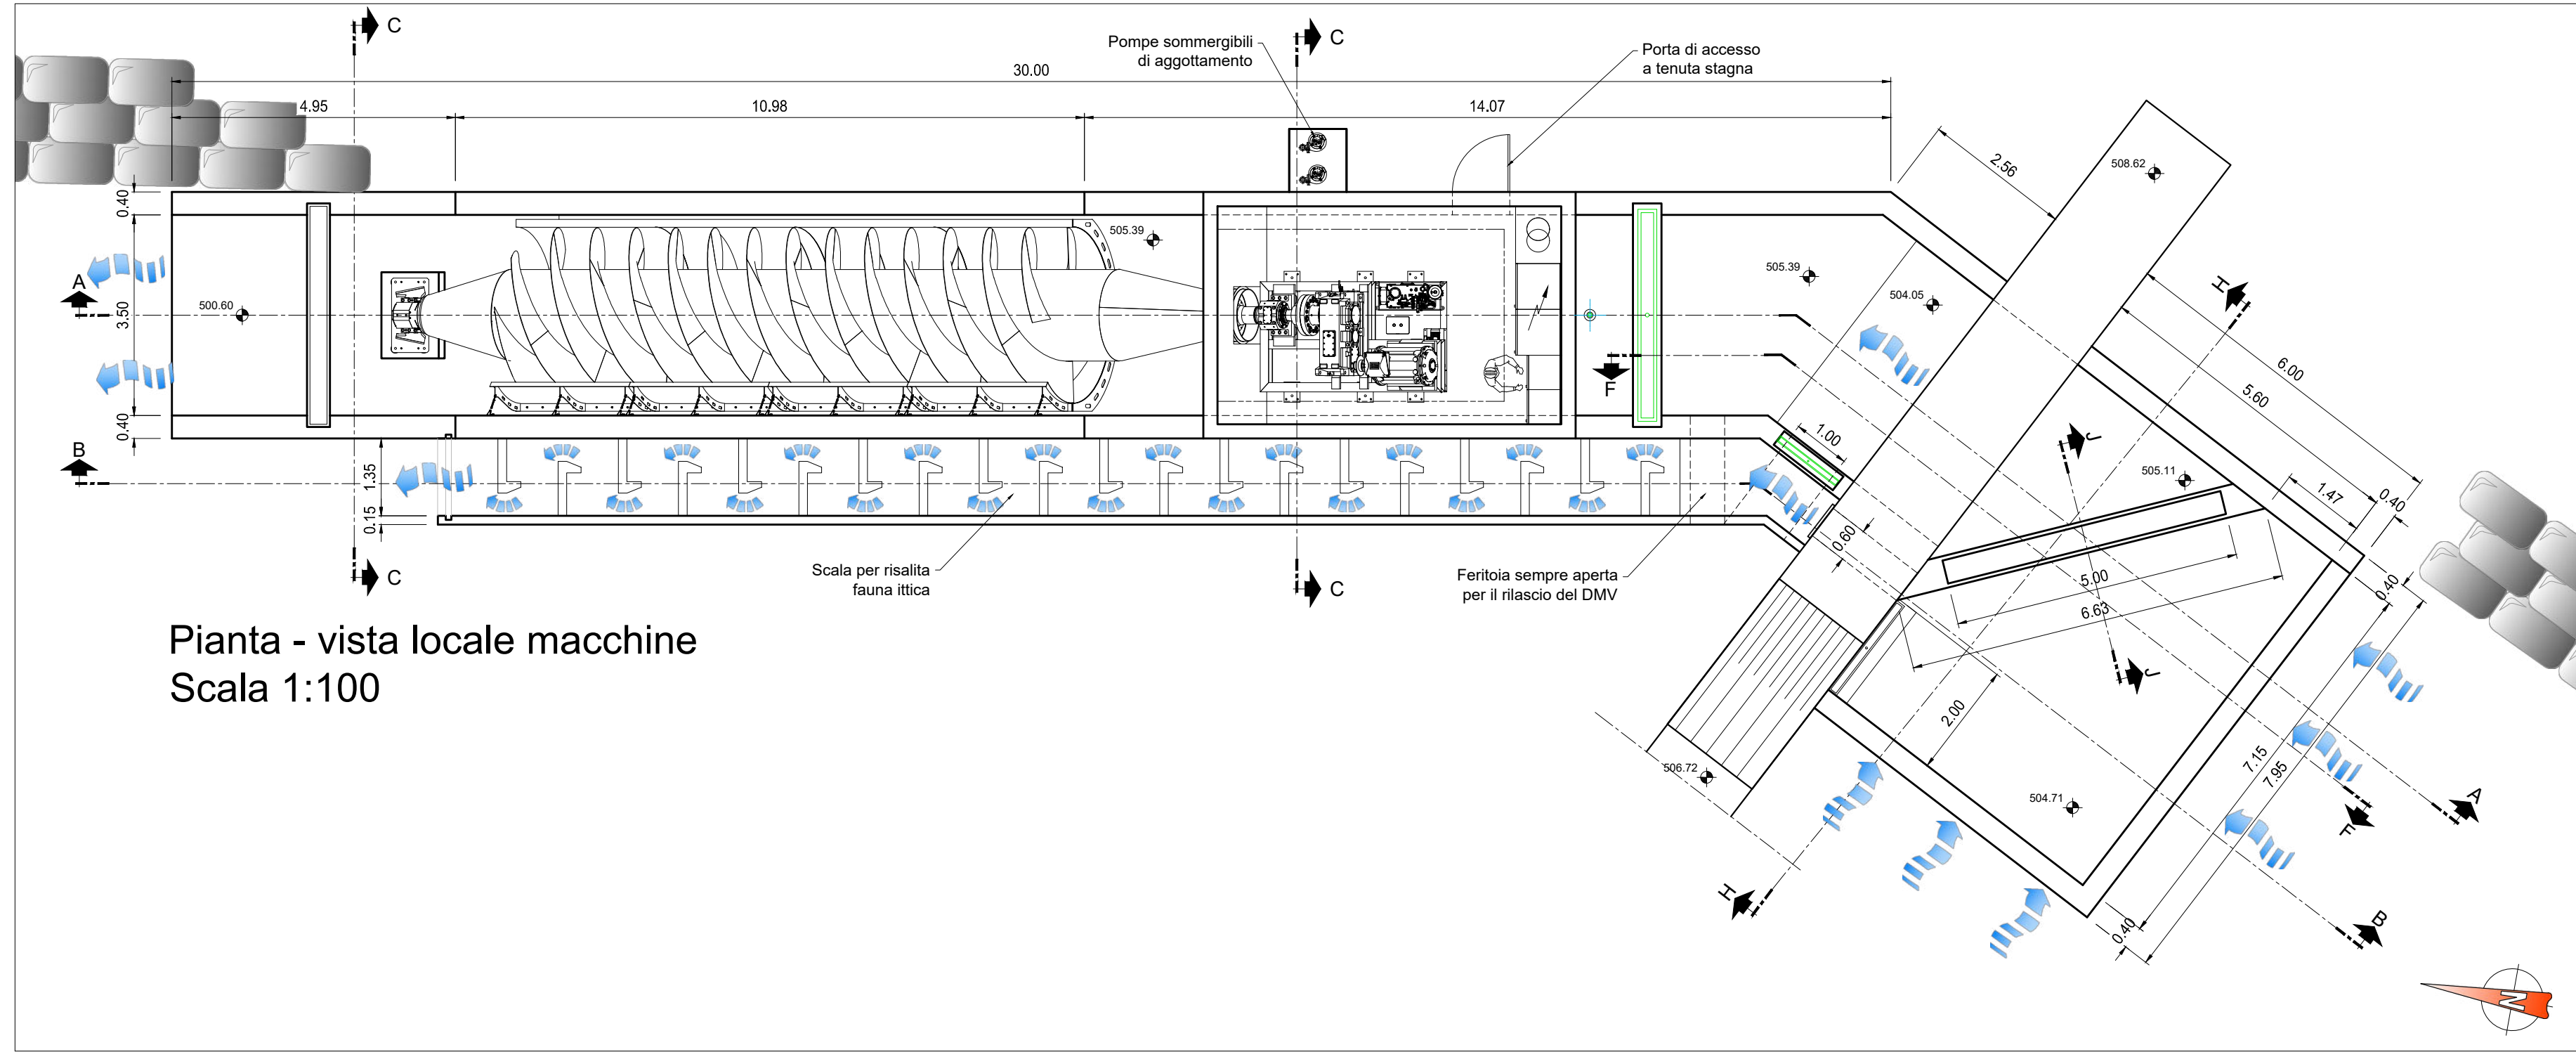 C
C
Pompe sommergibili
di aggottamento
Porta di accesso
a tenuta stagna
30.00
4.95
10.98
14.07
2.56
508.62
0.40
505.39
505.39
504.05
H
A
500.60
3.50
F
6.00
5.60
0.40
B
1.00
J
505.11
1.47
0.40
1.35
0.15
0.60
C
C
Scala per risalita
fauna ittica
Feritoia sempre aperta
per il rilascio del DMV
5.00
6.63
0.40
J
2.00
7.15
7.95
506.72
504.71
A
F
H
B
0.40
N
Pianta - vista locale macchine
Scala 1:100